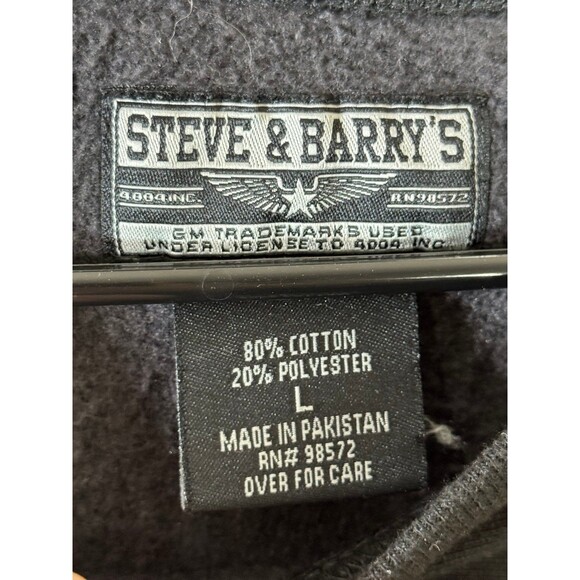 STEVE & BARRY'S
4004 INC. RN98572
GM TRADEMARKS USED
UNDER LICENSE TO 4004 INC.
80% COTTON
20% POLYESTER
L
MADE IN PAKISTAN
RN# 98572
OVER FOR CARE